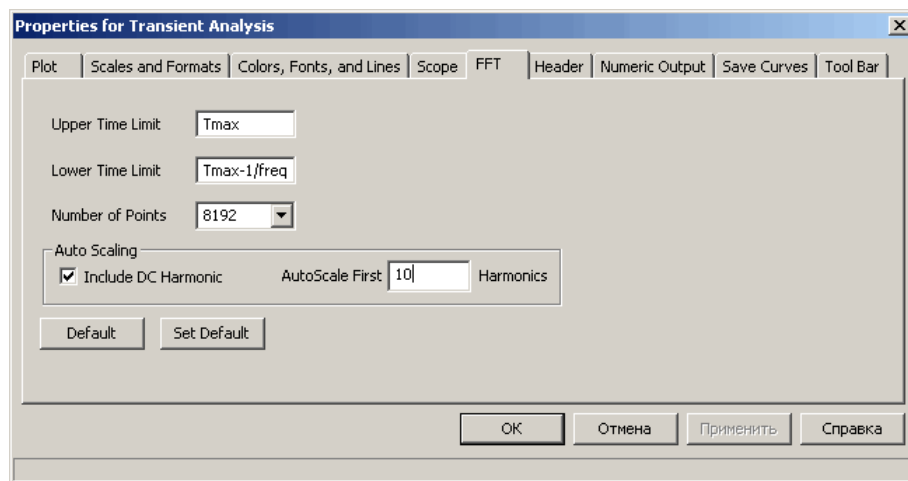 Properties for Transient Analysis
Plot Scales and Formats Colors, Fonts, and Lines Scope FFT Header Numeric Output Save Curves Tool Bar
Upper Time Limit Tmax
Lower Time Limit Tmax-1/freq
Number of Points 8192
Auto Scaling
Include DC Harmonic AutoScale First 10 Harmonics
Default Set Default
OK Отмена Применить Справка